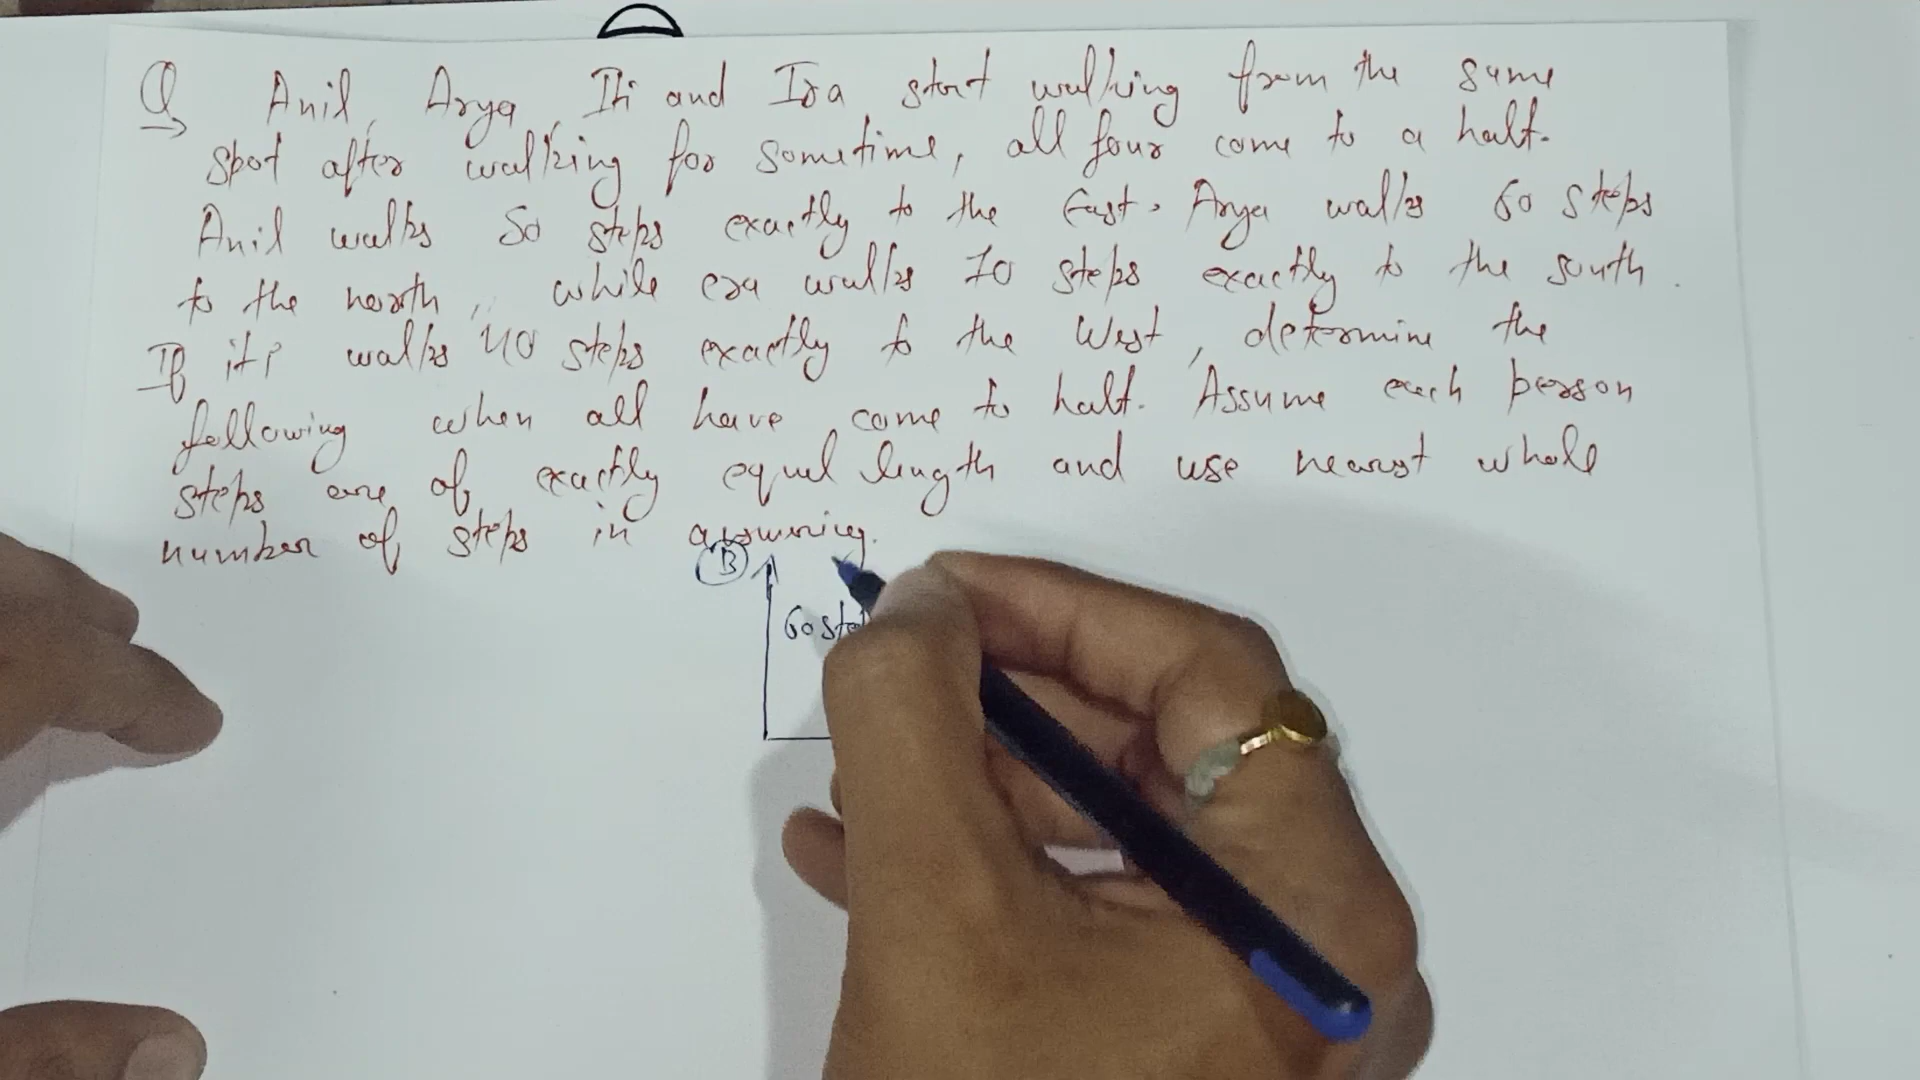 Q Anil, Arya, Iti and Ira start walking from the same
spot after walking for sometime, all four come to a halt.
Anil walks 50 steps exactly to the East. Arya walks 60 steps
to the north, while era walks 70 steps exactly to the south.
If iti walks 40 steps exactly to the West, determine the
following when all have come to halt. Assume each person
steps are of exactly equal length and use nearest whole
number of steps in
B
60 ste